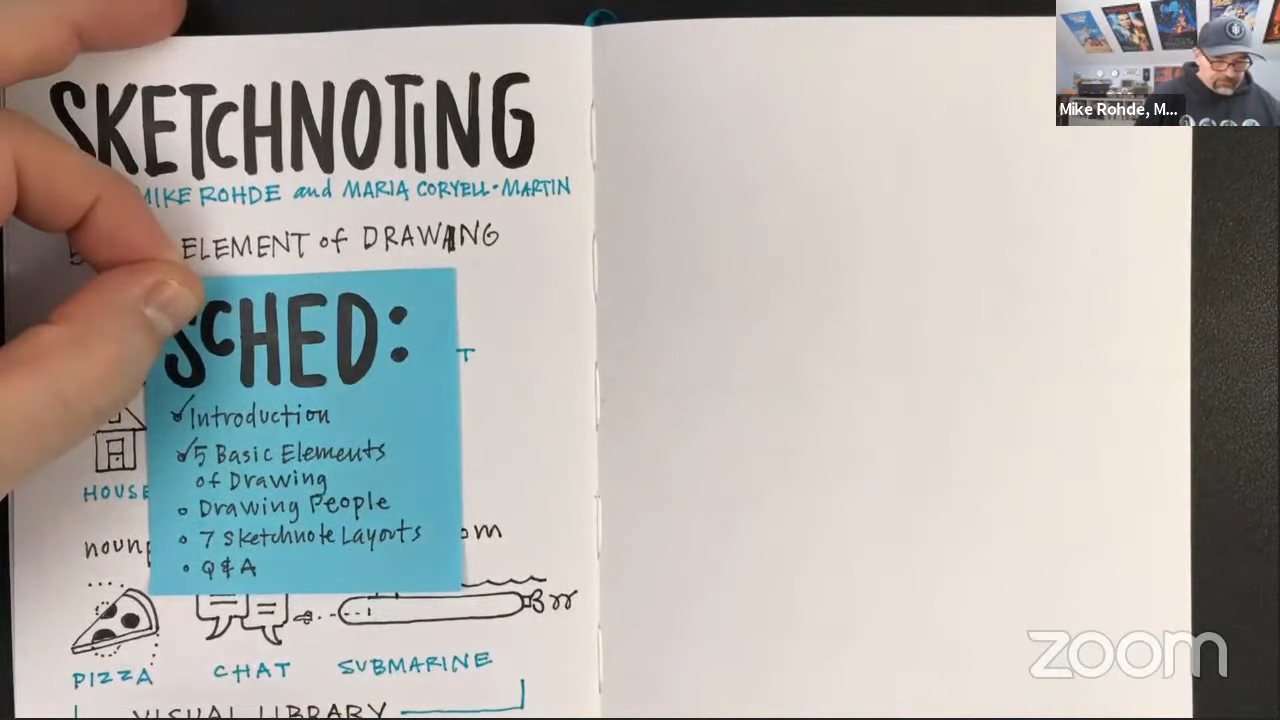 SKETCHNOTING
MIKE ROHDE and MARIA CORYELL-MARTIN
ELEMENT of DRAWING
SCHED:
Introduction
5 Basic Elements
of Drawing
Drawing People
7 Sketchnote Layouts
Q & A
HOUSE
PIZZA
CHAT
SUBMARINE
VISUAL LIBRARY
Mike Rohde, M...
zoom